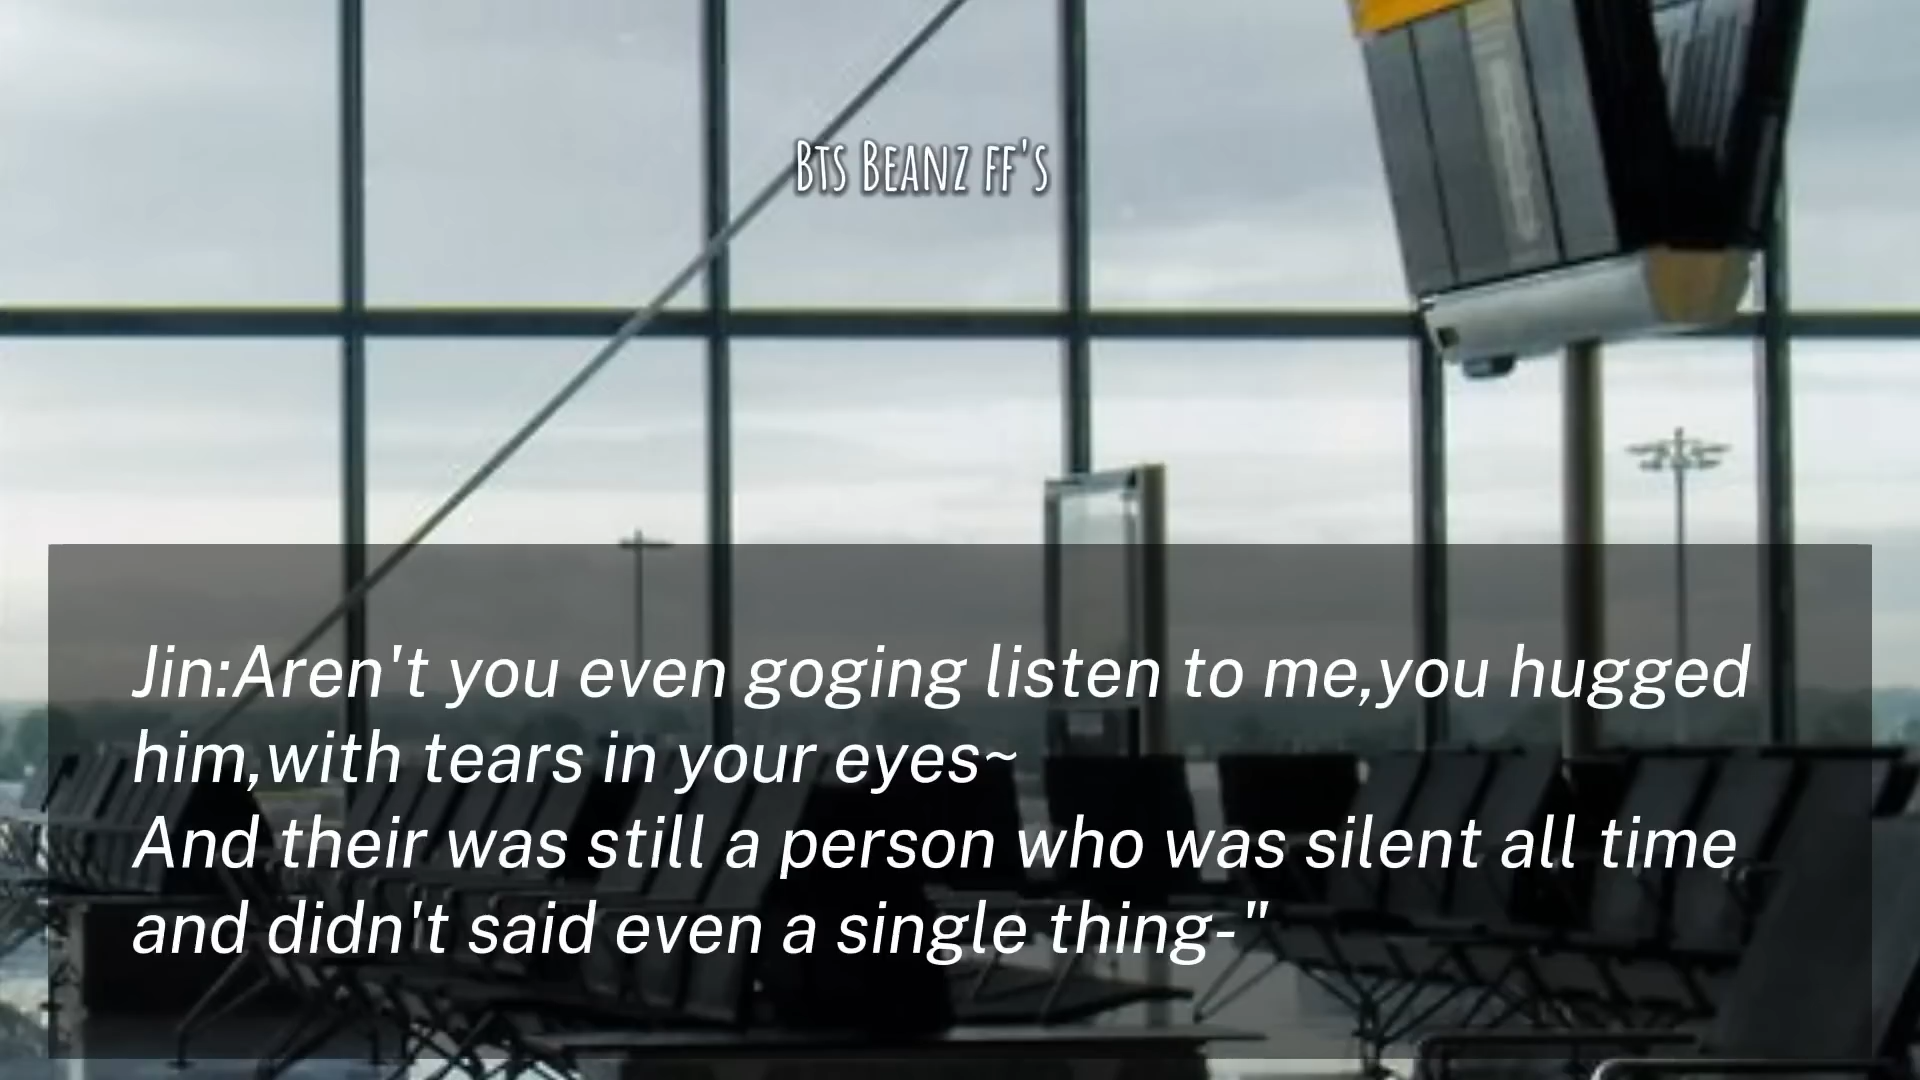 Bts Beanz ff's
Jin:Aren't you even goging listen to me,you hugged
him,with tears in your eyes~
And their was still a person who was silent all time
and didn't said even a single thing-"